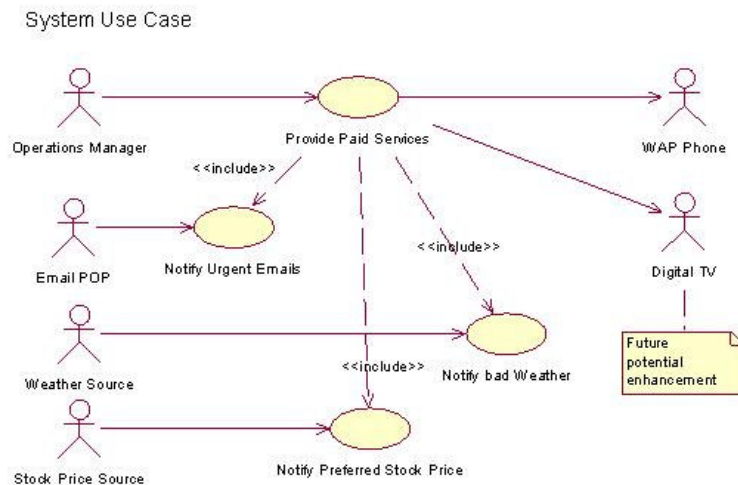 System Use Case
Operations Manager
Provide Paid Services
WAP Phone
<<include>>
Email POP
Notify Urgent Emails
<<include>>
Digital TV
Weather Source
Notify bad Weather
Future
potential
enhancement
<<include>>
Stock Price Source
Notify Preferred Stock Price